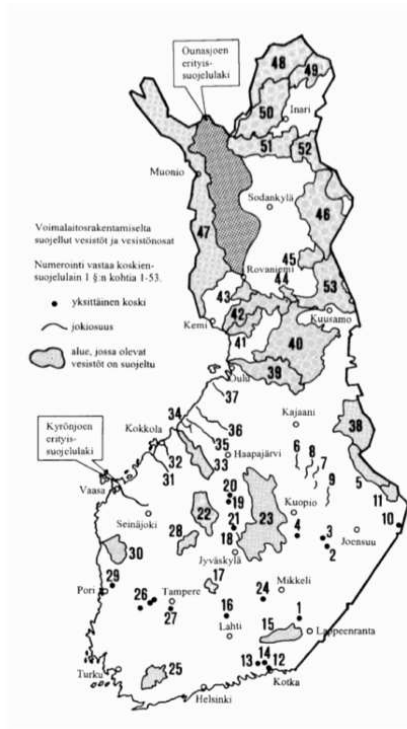 Ounasjoen
erityis-
suojelulaki
48
49
50
Inari
51
52
Muonio
Sodankylä
46
Voimalaitosrakentamiselta
suojellut vesistöt ja vesistönosat
47
Numerointi vastaa koskien-
suojelulain 1 §:n kohtia 1-53.
45
Rovaniemi
44
53
yksittäinen koski
43
jokiosuus
Kemi
42
Kuusamo
41
40
alue, jossa olevat
vesistöt on suojeltu
39
Oulu
37
Kajaani
38
34
Kokkola
36
Kyrönjoen
erityis-
suojelulaki
35
Haapajärvi
6
8
7
33
32
31
9
5
11
Vaasa
20
19
Kuopio
10
Seinäjoki
22
23
21
4
3
Joensuu
28
18
2
30
Jyväskylä
29
17
Pori
26
Tampere
24
Mikkeli
27
16
1
Lahti
15
Lappeenranta
25
14
13
12
Turku
Kotka
Helsinki